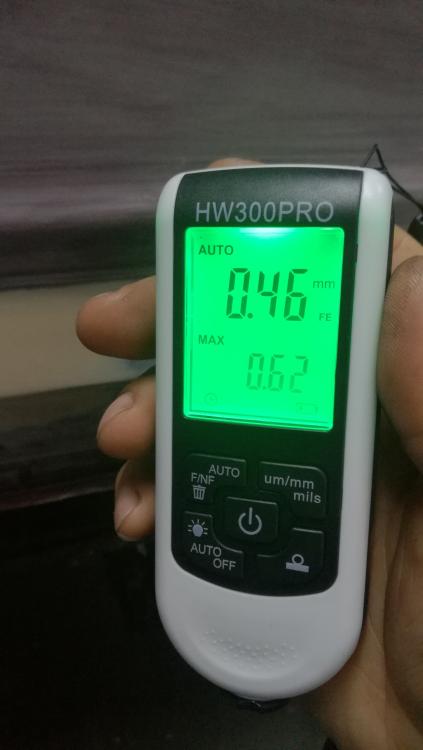 HW300PRO
AUTO
0.46 mm
FE
MAX
0.62
AUTO
F/NF
um/mm
mils
AUTO
OFF